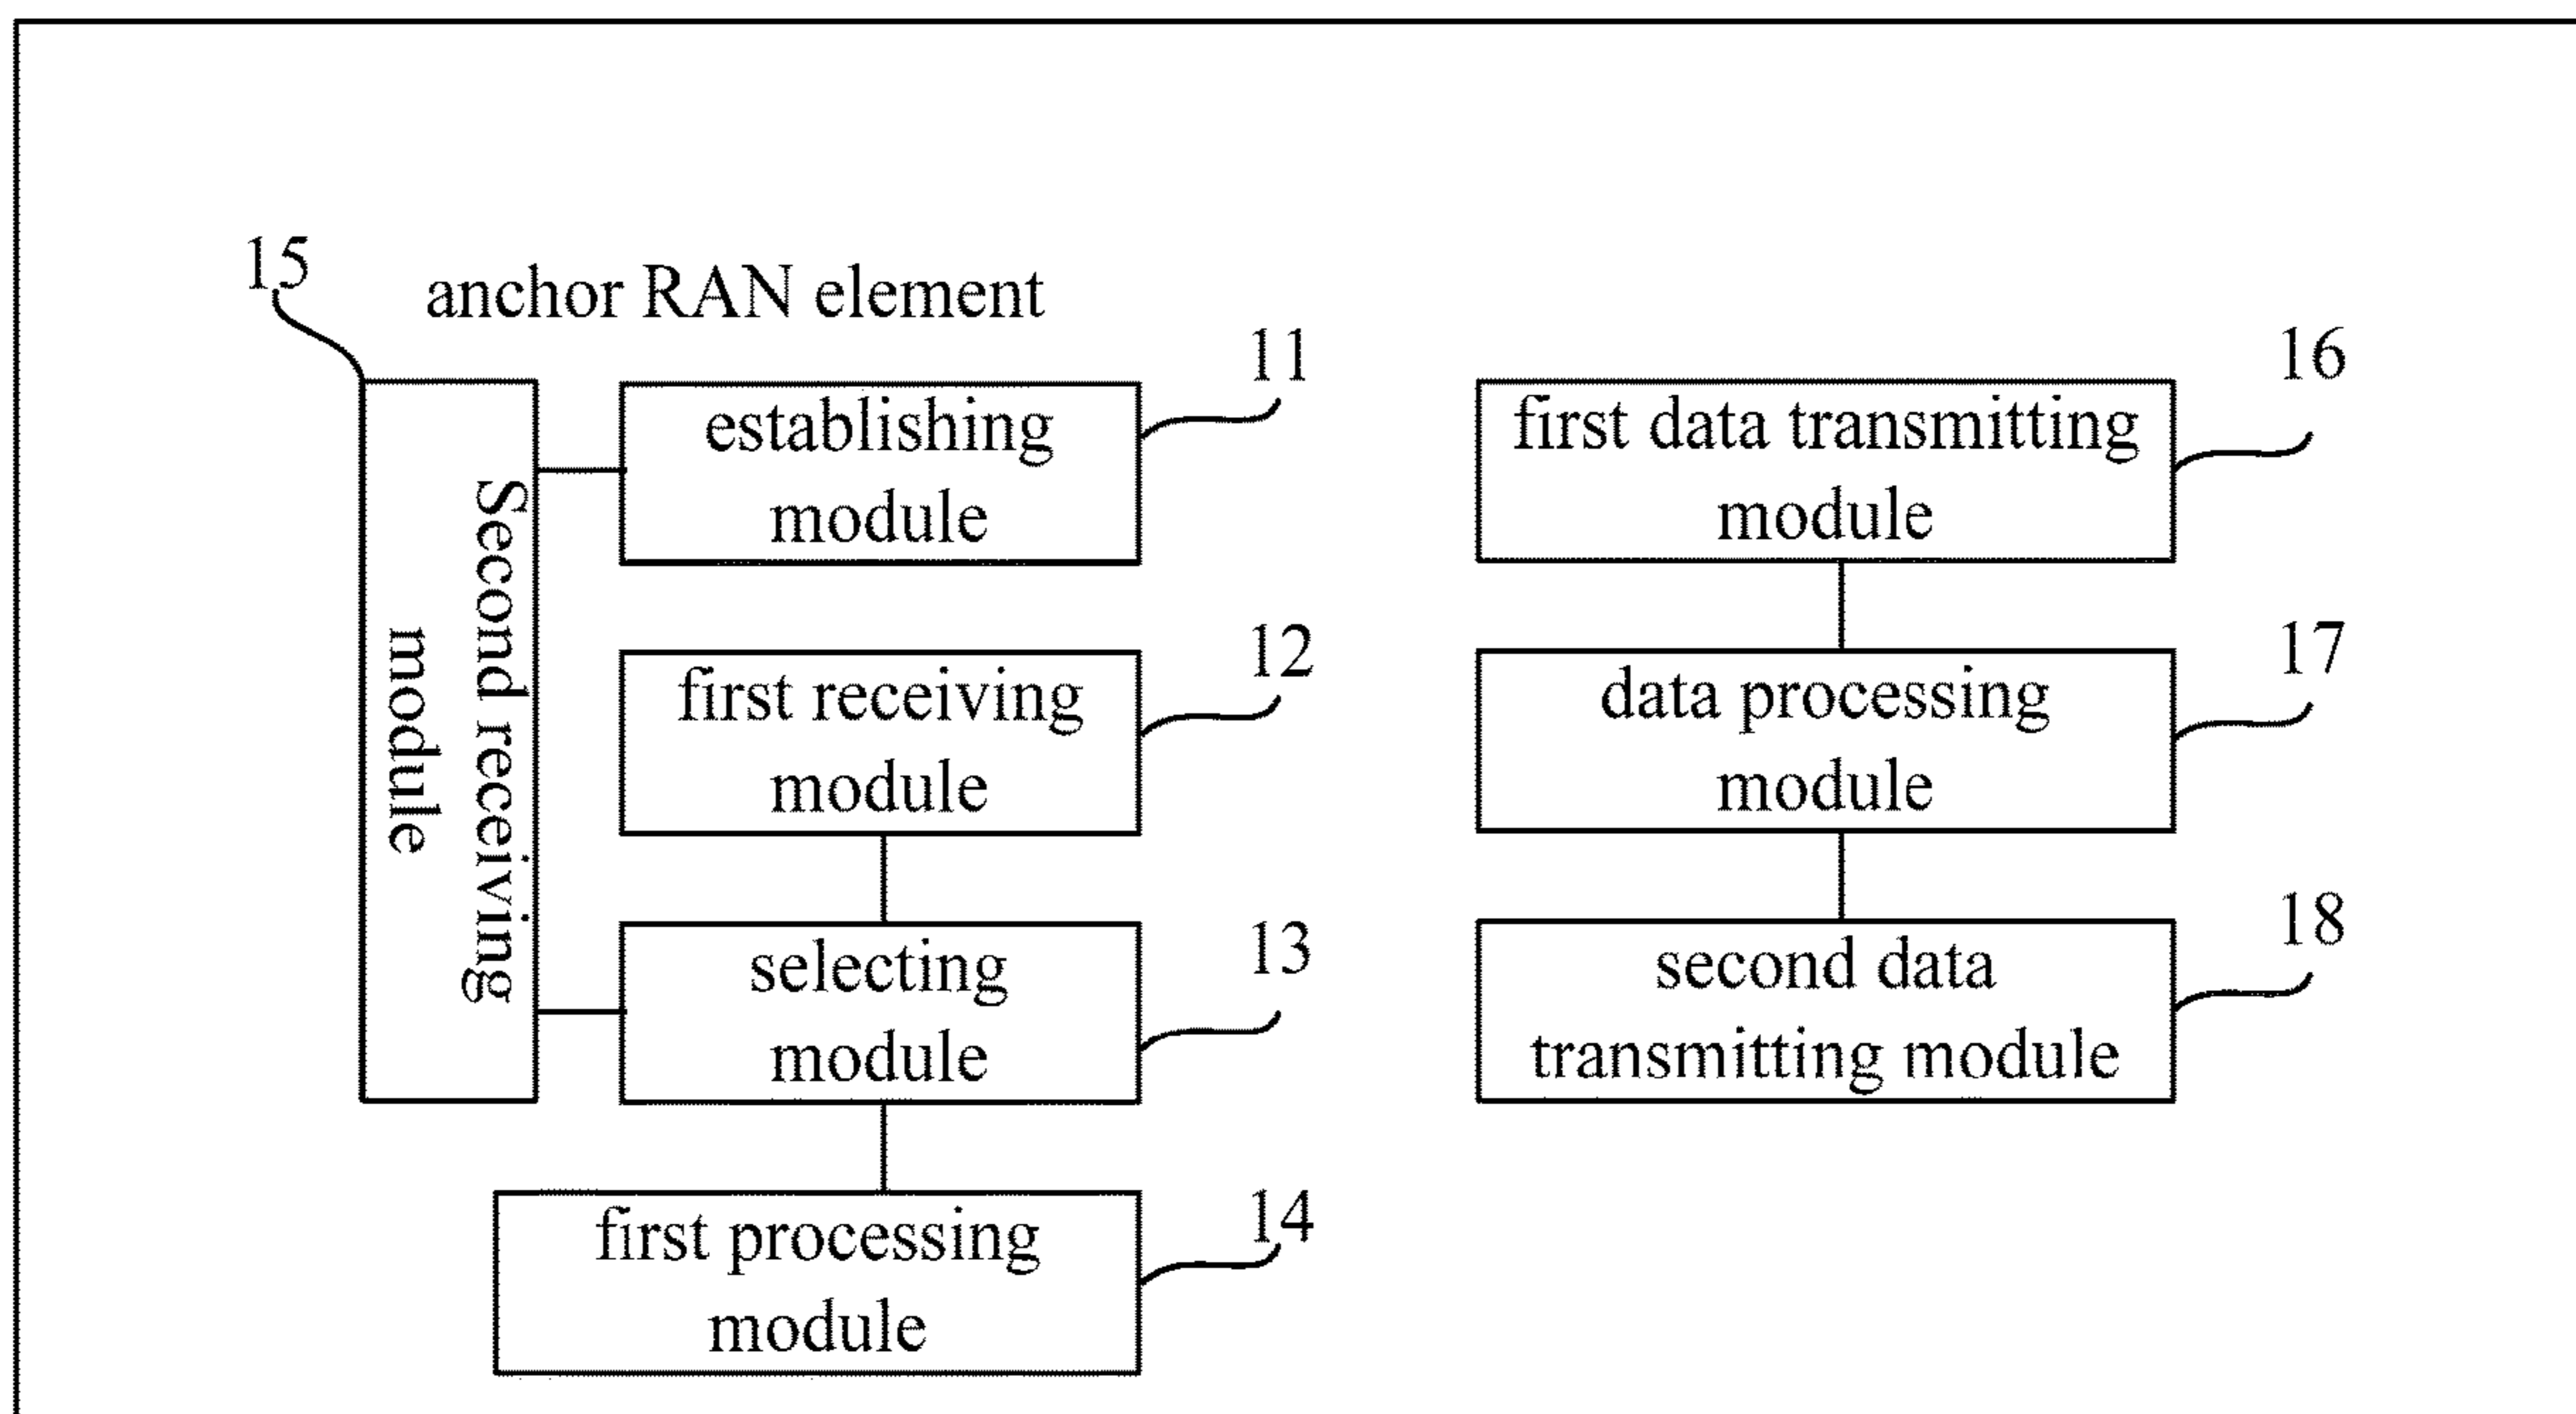 15
anchor RAN element
11
16
establishing
module
first data transmitting
module
Second receiving
module
12
17
first receiving
module
data processing
module
13
18
selecting
module
second data
transmitting module
14
first processing
module